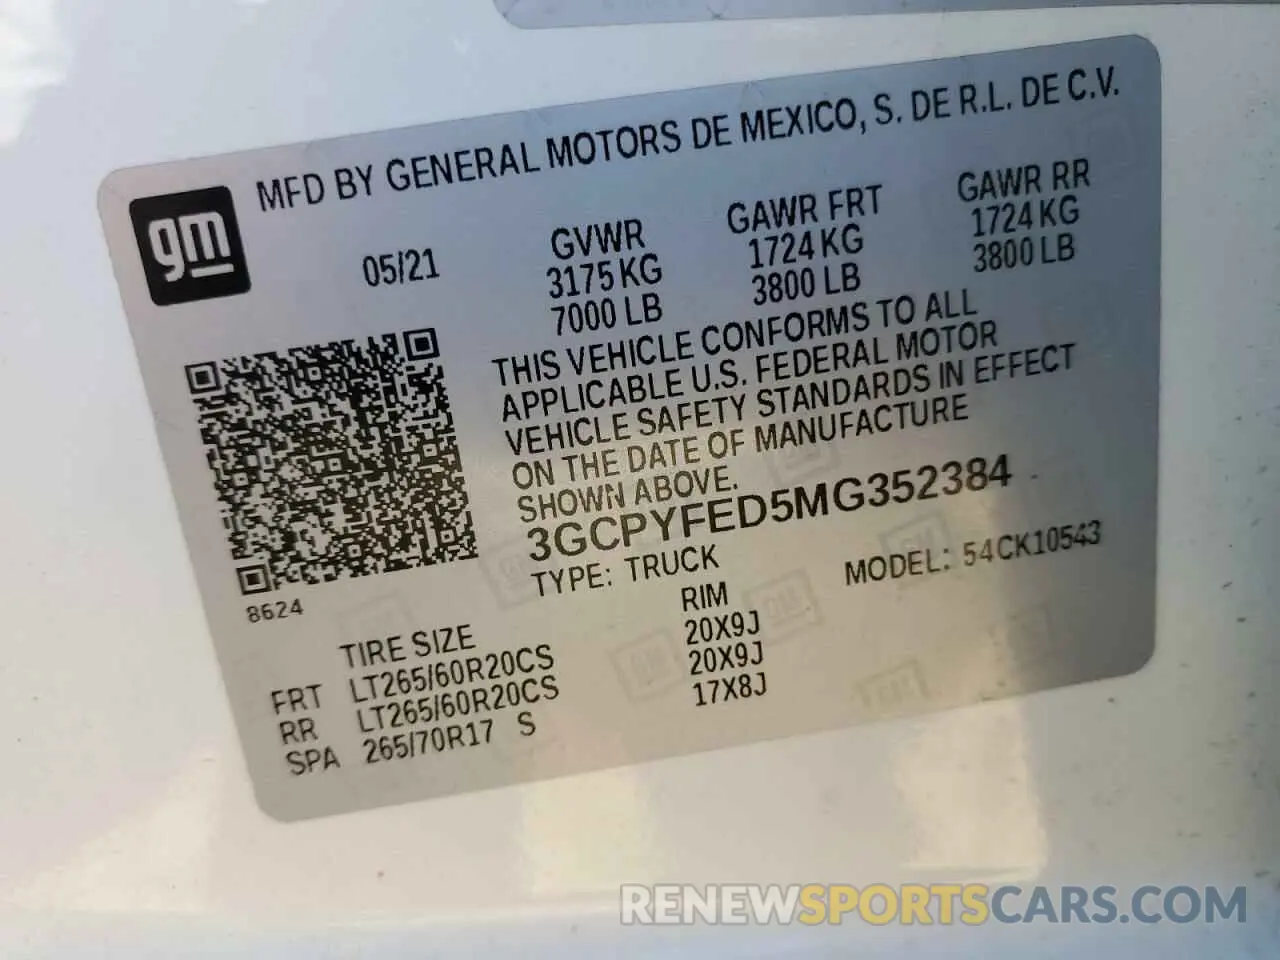 gm
MFD BY GENERAL MOTORS DE MEXICO, S. DE R.L. DE C.V.
05/21
GVWR
3175 KG
7000 LB
GAWR FRT
1724 KG
3800 LB
GAWR RR
1724 KG
3800 LB
THIS VEHICLE CONFORMS TO ALL
APPLICABLE U.S. FEDERAL MOTOR
VEHICLE SAFETY STANDARDS IN EFFECT
ON THE DATE OF MANUFACTURE
SHOWN ABOVE.
3GCPYFED5MG352384
TYPE: TRUCK
MODEL: 54CK10543
8624
TIRE SIZE RIM
FRT LT265/60R20CS 20X9J
RR LT265/60R20CS 20X9J
SPA 265/70R17 S 17X8J
RENEWSPORTSCARS.COM